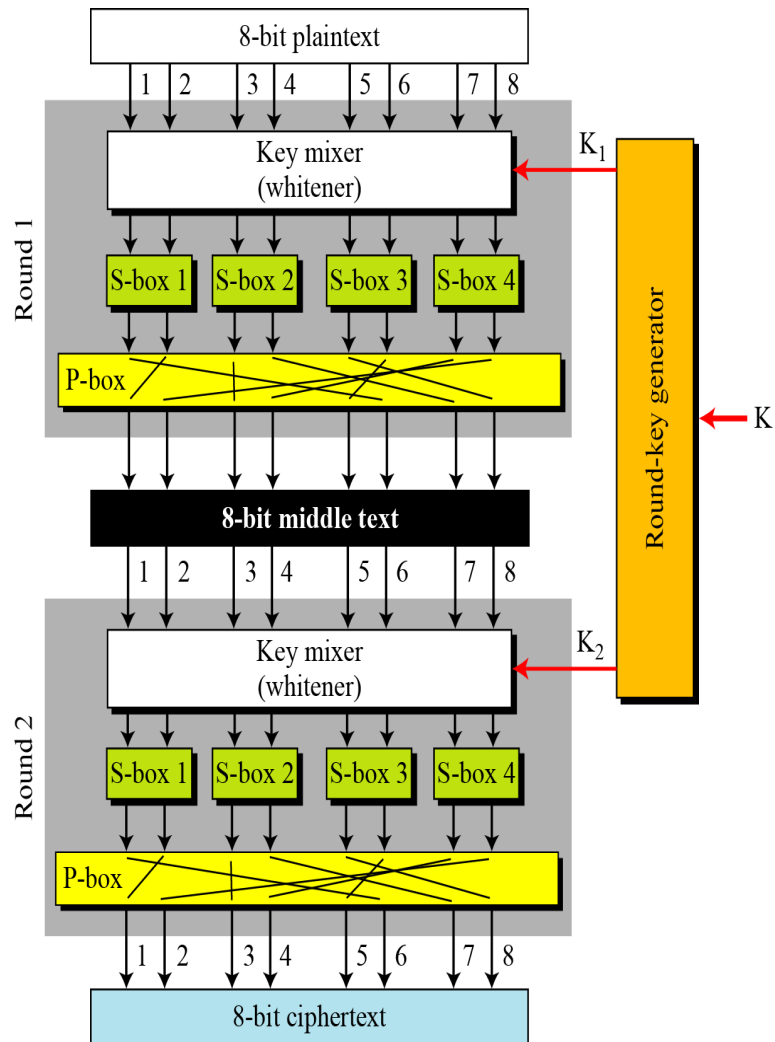 8-bit plaintext
1 2 3 4 5 6 7 8
Key mixer
(whitener)
K₁
Round 1
S-box 1 S-box 2 S-box 3 S-box 4
P-box
Round-key generator
K
8-bit middle text
1 2 3 4 5 6 7 8
Key mixer
(whitener)
K₂
Round 2
S-box 1 S-box 2 S-box 3 S-box 4
P-box
1 2 3 4 5 6 7 8
8-bit ciphertext